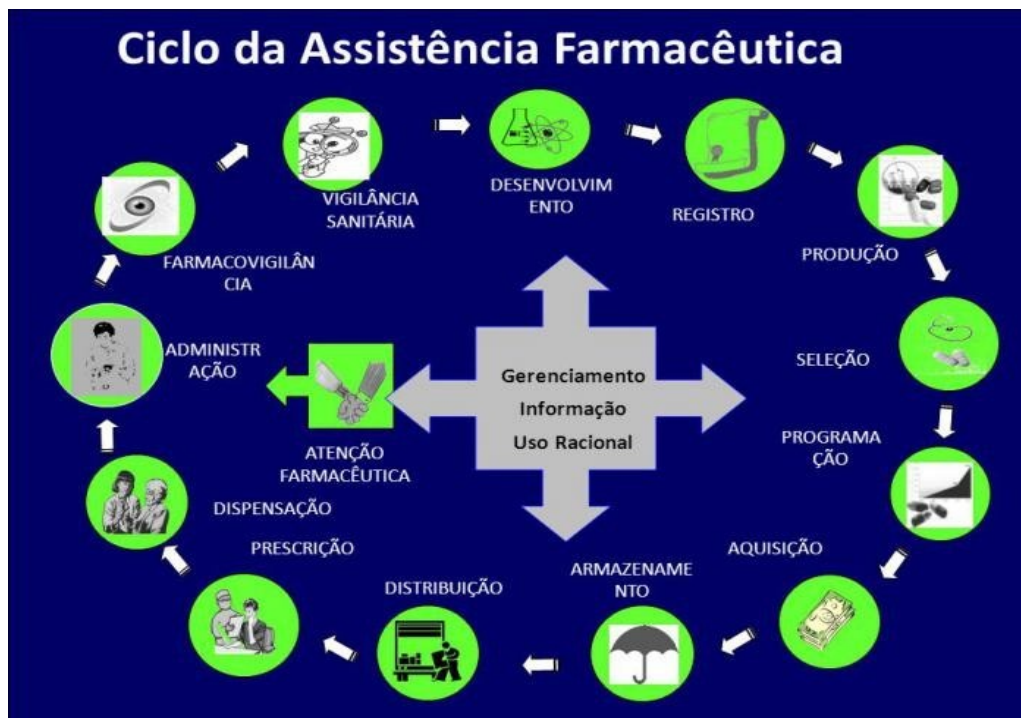 Ciclo da Assistência Farmacêutica
VIGILÂNCIA
SANITÁRIA
DESENVOLVIM
ENTO
REGISTRO
PRODUÇÃO
SELEÇÃO
PROGRAMA
ÇÃO
AQUISIÇÃO
ARMAZENAME
NTO
DISTRIBUIÇÃO
PRESCRIÇÃO
DISPENSAÇÃO
ADMINISTR
AÇÃO
FARMACOVIGILÂN
CIA
ATENÇÃO
FARMACÊUTICA
Gerenciamento
Informação
Uso Racional